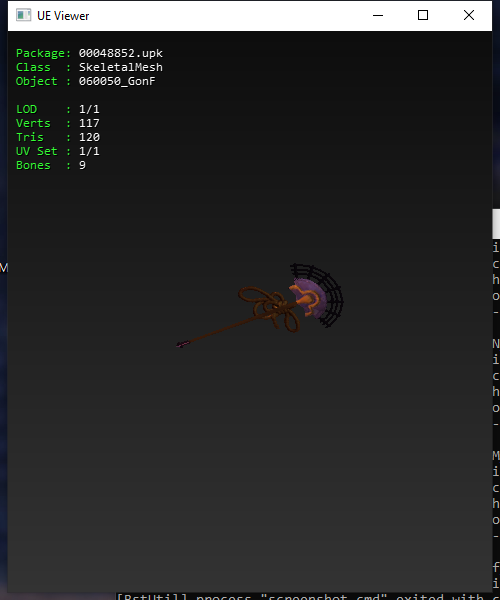 UE Viewer
Package: 00048852.upk
Class : SkeletalMesh
Object : 060050_GonF
LOD : 1/1
Verts : 117
Tris : 120
UV Set : 1/1
Bones : 9
M
i
c
h
o
-
N
i
c
h
o
-
M
i
c
h
o
-
f
i
[BstUtil] process "screenshot.cmd" exited with c